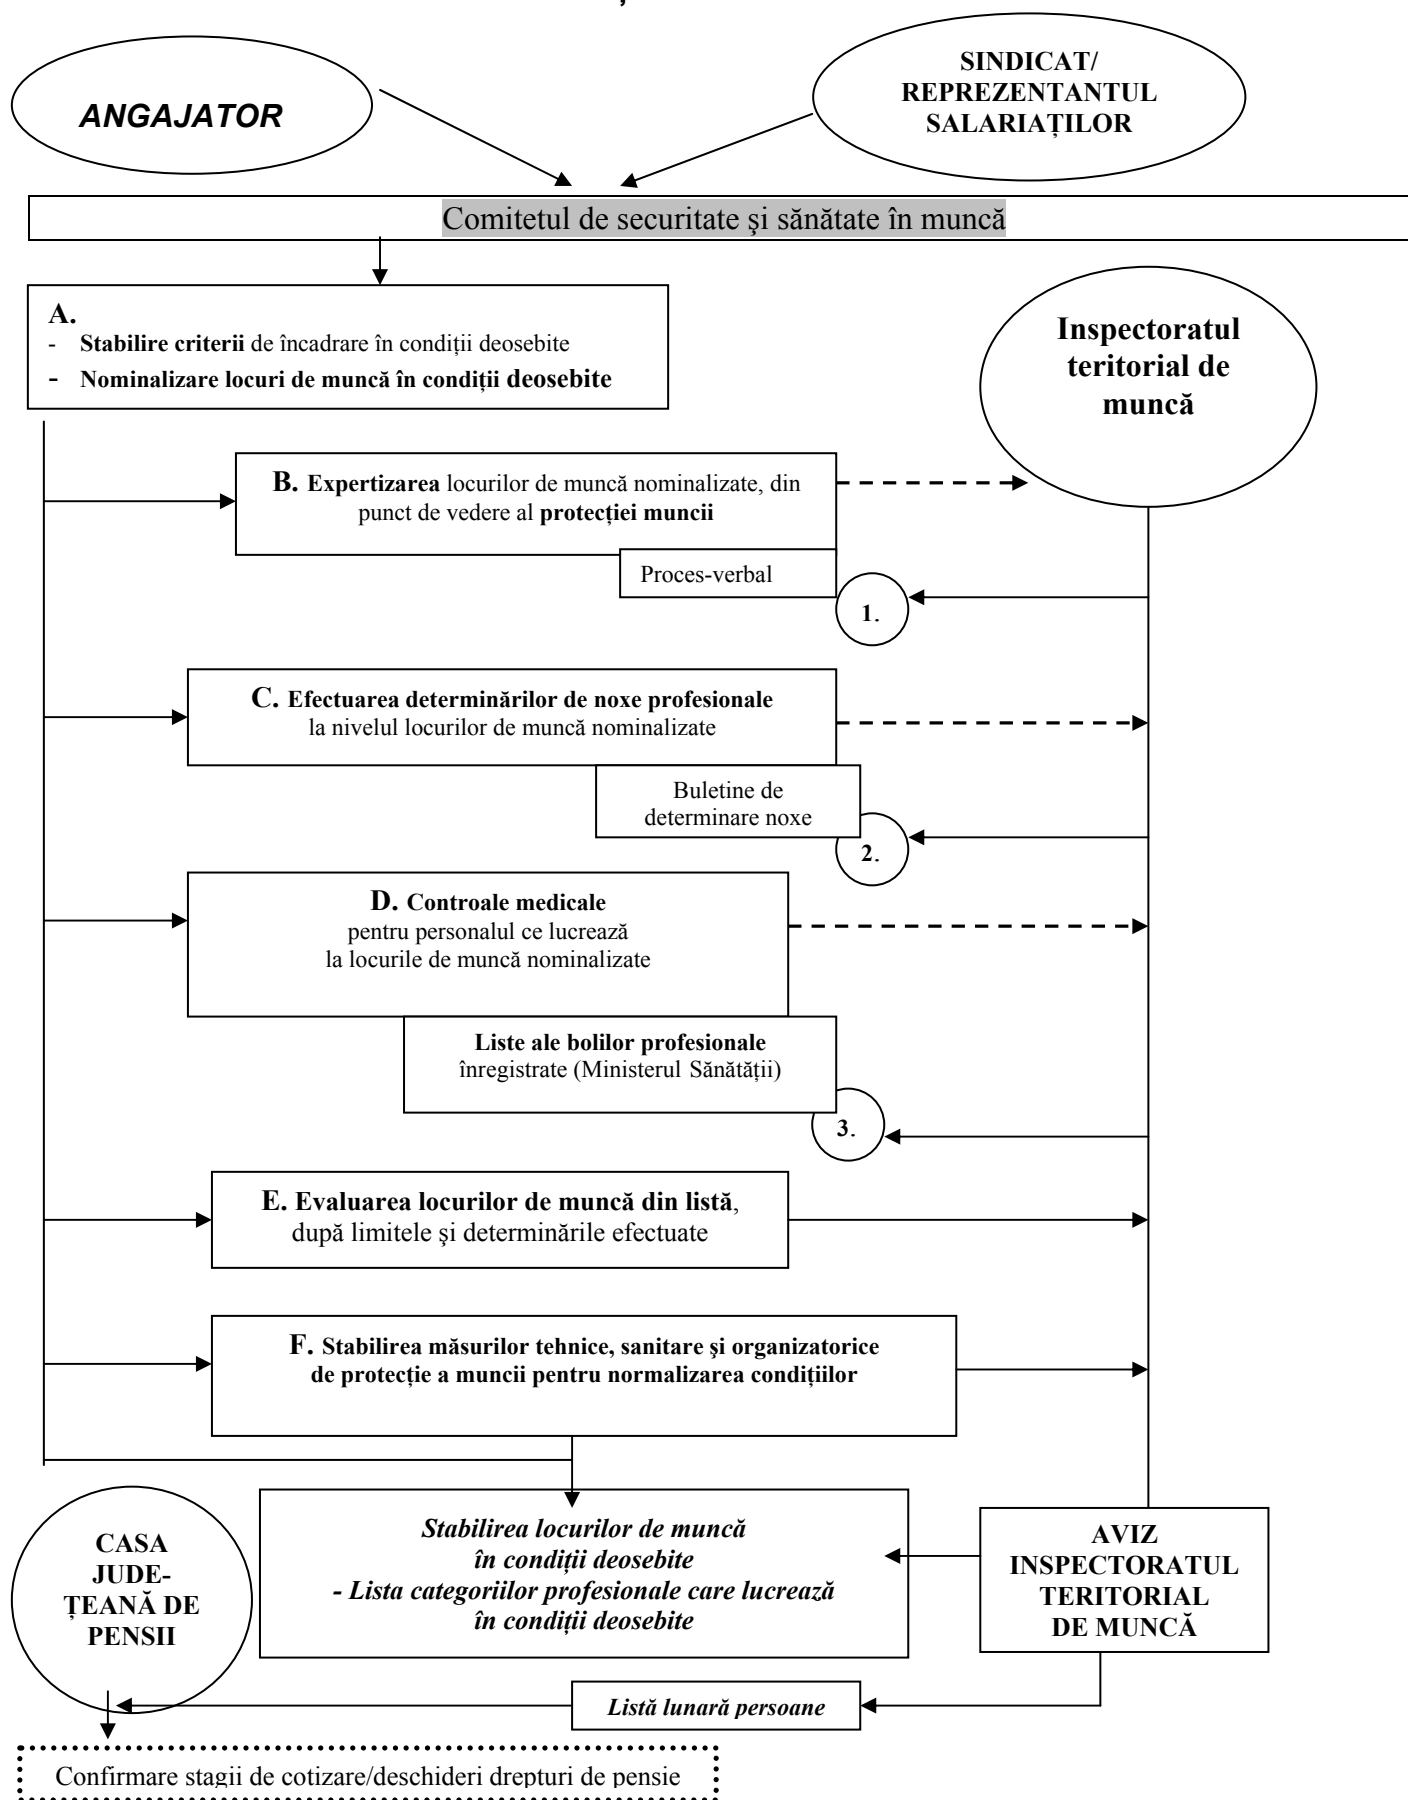 ANGAJATOR
SINDICAT/
REPREZENTANTUL
SALARIAȚILOR
Comitetul de securitate şi sănătate în muncă
A.
- Stabilire criterii de încadrare în condiții deosebite
- Nominalizare locuri de muncă în condiții deosebite
Inspectoratul
teritorial de
muncă
B. Expertizarea locurilor de muncă nominalizate, din
punct de vedere al protecției muncii
Proces-verbal
1.
C. Efectuarea determinărilor de noxe profesionale
la nivelul locurilor de muncă nominalizate
Buletine de
determinare noxe
2.
D. Controale medicale
pentru personalul ce lucrează
la locurile de muncă nominalizate
Liste ale bolilor profesionale
înregistrate (Ministerul Sănătății)
3.
E. Evaluarea locurilor de muncă din listă,
după limitele şi determinările efectuate
F. Stabilirea măsurilor tehnice, sanitare şi organizatorice
de protecție a muncii pentru normalizarea condițiilor
CASA
JUDE-
ȚEANĂ DE
PENSII
Stabilirea locurilor de muncă
în condiții deosebite
- Lista categoriilor profesionale care lucrează
în condiții deosebite
AVIZ
INSPECTORATUL
TERITORIAL
DE MUNCĂ
Listă lunară persoane
Confirmare stagii de cotizare/deschideri drepturi de pensie